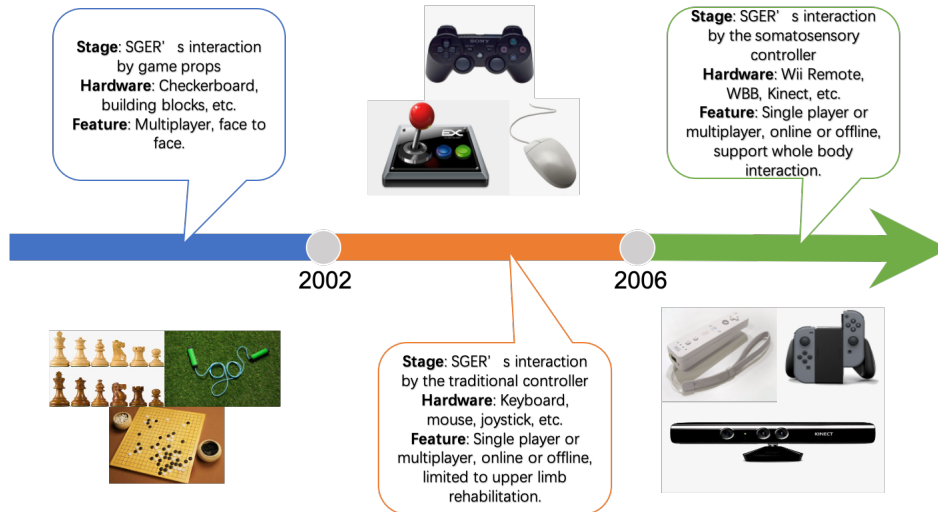 Stage: SGER’ s interaction
by game props
Hardware: Checkerboard,
building blocks, etc.
Feature: Multiplayer, face to
face.
SONY
EX
Stage: SGER’ s interaction
by the somatosensory
controller
Hardware: Wii Remote,
WBB, Kinect, etc.
Feature: Single player or
multiplayer, online or offline,
support whole body
interaction.
2002
2006
Stage: SGER’ s interaction
by the traditional controller
Hardware: Keyboard,
mouse, joystick, etc.
Feature: Single player or
multiplayer, online or offline,
limited to upper limb
rehabilitation.
KINECT